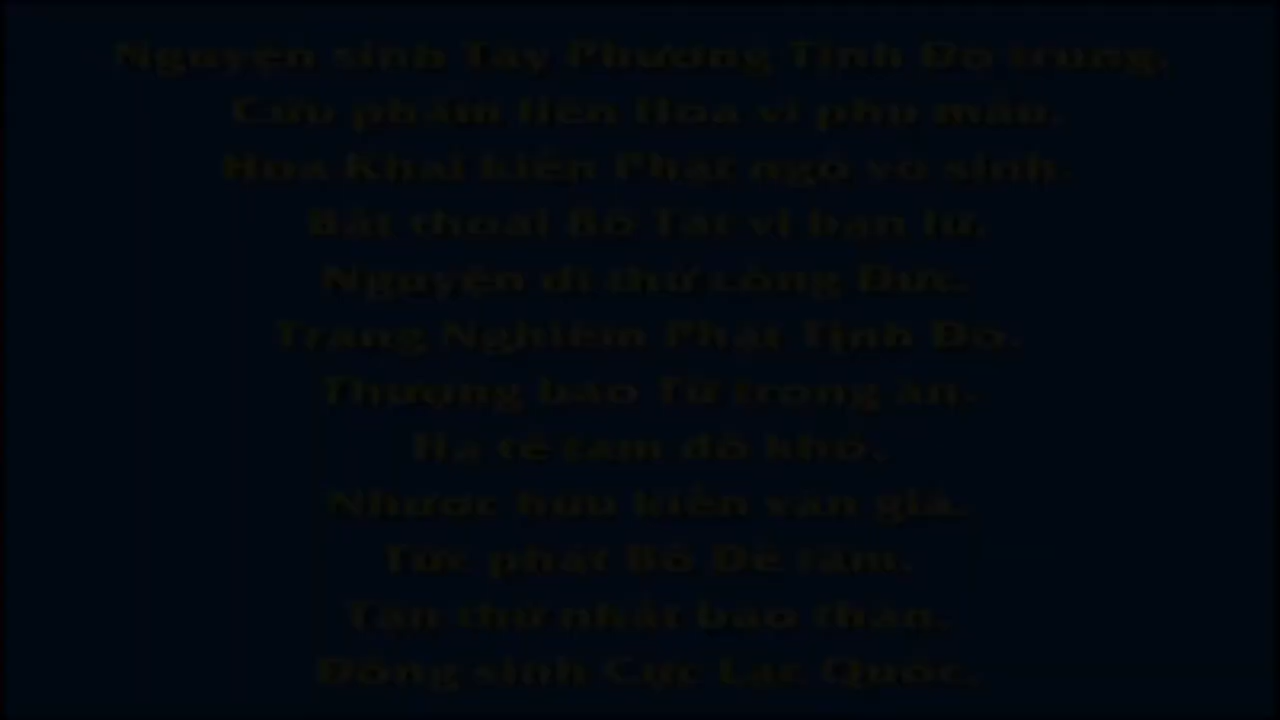 Nguyện sinh Tây Phương Tịnh Độ trung,
Cửu phẩm liên Hoa vi phụ mẫu.
Hoa Khai kiến Phật ngộ vô sinh.
Bất thoái Bồ Tát vi bạn lữ.
Nguyện dĩ thử công Đức.
Trang Nghiêm Phật Tịnh Độ.
Thượng báo Tứ trọng ân.
Hạ tế tam đồ khổ.
Nhược hữu kiến văn giả.
Tức phát Bồ Đề tâm.
Tận thử nhất báo thân.
Đồng sinh Cực Lạc Quốc.